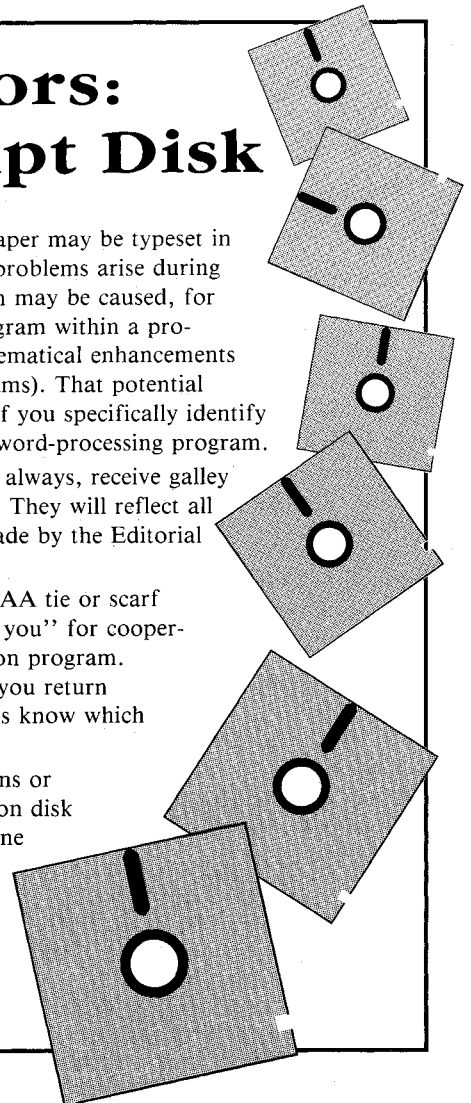 ors:
pt Disk
aper may be typeset in
problems arise during
n may be caused, for
gram within a pro-
ematical enhancements
ams). That potential
f you specifically identify
word-processing program.
always, receive galley
They will reflect all
ade by the Editorial
AA tie or scarf
you" for cooper-
on program.
you return
s know which
ns or
on disk
ne